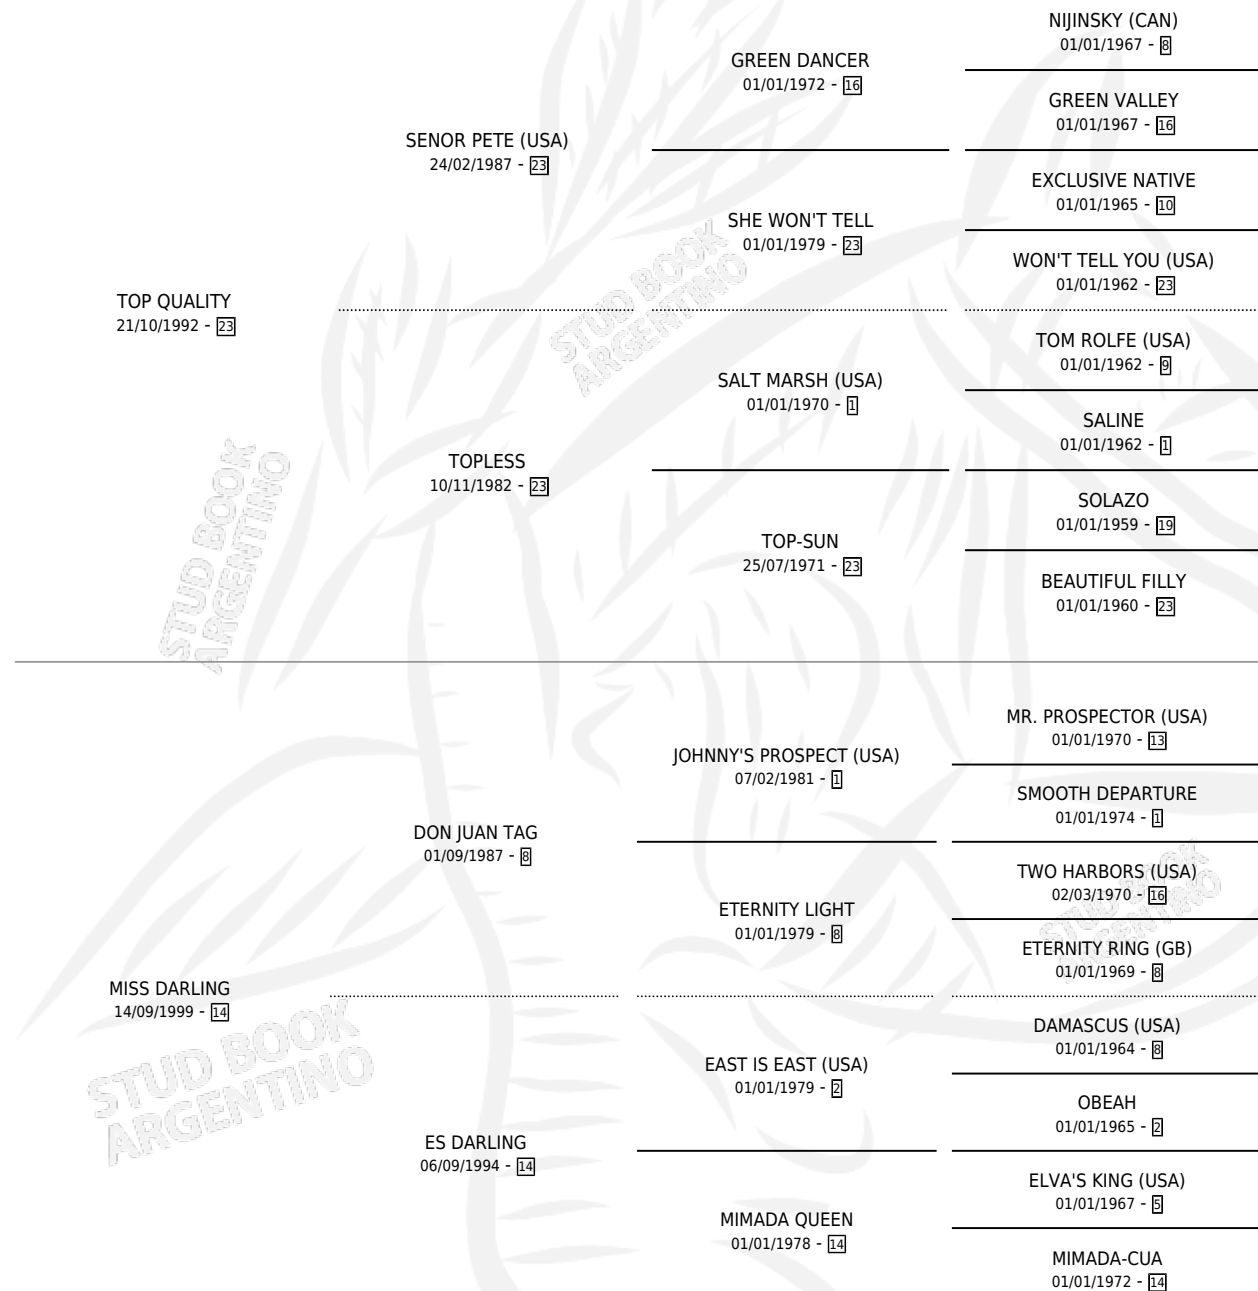 NIJINSKY (CAN)
01/01/1967 - 8
GREEN DANCER
01/01/1972 - 16
GREEN VALLEY
01/01/1967 - 16
SENOR PETE (USA)
24/02/1987 - 23
EXCLUSIVE NATIVE
01/01/1965 - 10
SHE WON'T TELL
01/01/1979 - 23
WON'T TELL YOU (USA)
01/01/1962 - 23
TOP QUALITY
21/10/1992 - 23
STUD BOOK
ARGENTINO
TOM ROLFE (USA)
01/01/1962 - 9
SALT MARSH (USA)
01/01/1970 - 1
SALINE
01/01/1962 - 1
TOPLESS
10/11/1982 - 23
SOLAZO
01/01/1959 - 19
TOP-SUN
25/07/1971 - 23
BEAUTIFUL FILLY
01/01/1960 - 23
STUD BOOK
ARGENTINO
MR. PROSPECTOR (USA)
01/01/1970 - 13
JOHNNY'S PROSPECT (USA)
07/02/1981 - 1
SMOOTH DEPARTURE
01/01/1974 - 1
DON JUAN TAG
01/09/1987 - 8
TWO HARBORS (USA)
02/03/1970 - 16
ETERNITY LIGHT
01/01/1979 - 8
ETERNITY RING (GB)
01/01/1969 - 8
STUD BOOK
ARGENTINO
MISS DARLING
14/09/1999 - 14
STUD BOOK
ARGENTINO
DAMASCUS (USA)
01/01/1964 - 8
EAST IS EAST (USA)
01/01/1979 - 2
OBEAH
01/01/1965 - 2
ES DARLING
06/09/1994 - 14
ELVA'S KING (USA)
01/01/1967 - 5
MIMADA QUEEN
01/01/1978 - 14
MIMADA-CUA
01/01/1972 - 14